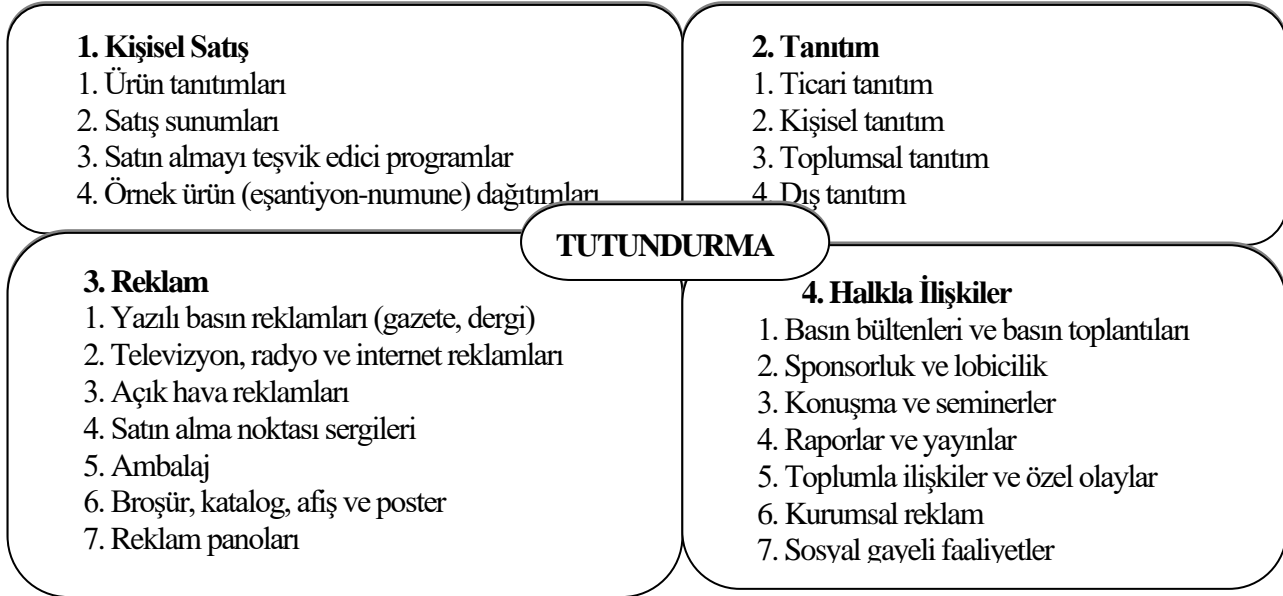 1. Kişisel Satış
1. Ürün tanıtımları
2. Satış sunumları
3. Satın almayı teşvik edici programlar
4. Örnek ürün (eşantiyon-numune) dağıtımları
2. Tanıtım
1. Ticari tanıtım
2. Kişisel tanıtım
3. Toplumsal tanıtım
4. Dış tanıtım
TUTUNDURMA
3. Reklam
1. Yazılı basın reklamları (gazete, dergi)
2. Televizyon, radyo ve internet reklamları
3. Açık hava reklamları
4. Satın alma noktası sergileri
5. Ambalaj
6. Broşür, katalog, afiş ve poster
7. Reklam panoları
4. Halkla İlişkiler
1. Basın bültenleri ve basın toplantıları
2. Sponsorluk ve lobicilik
3. Konuşma ve seminerler
4. Raporlar ve yayınlar
5. Toplumla ilişkiler ve özel olaylar
6. Kurumsal reklam
7. Sosyal gayeli faaliyetler